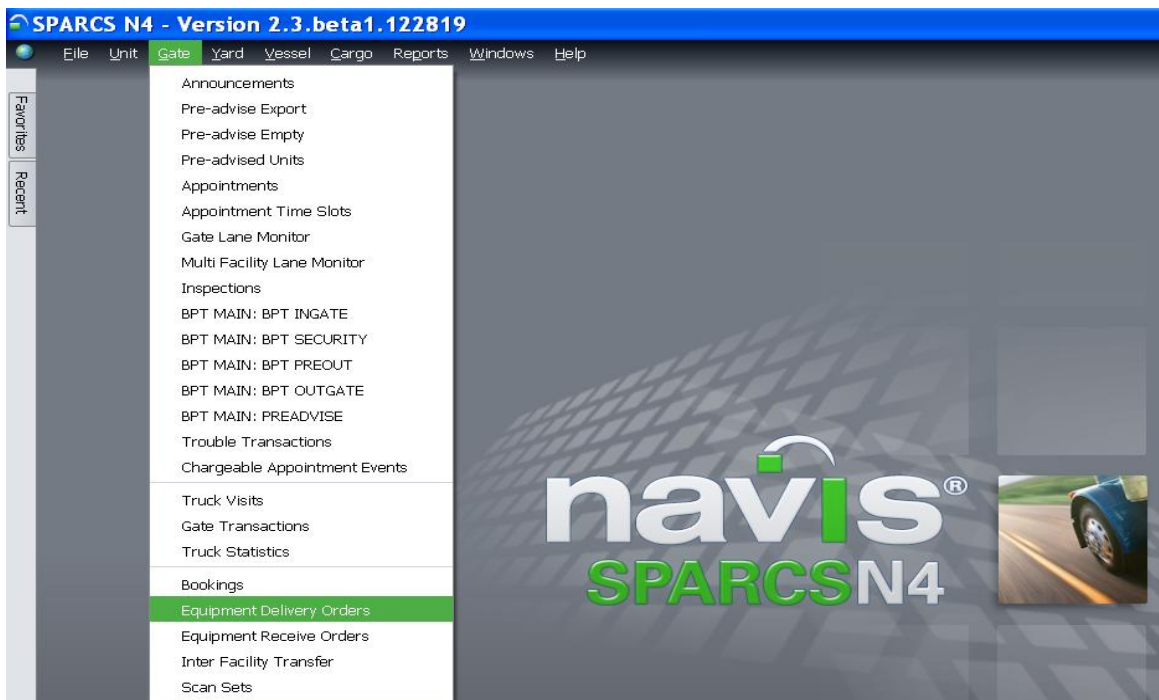 SPARCS N4 - Version 2.3.beta1.122819
File Unit Gate Yard Vessel Cargo Reports Windows Help
Favorites
Recent
Announcements
Pre-advise Export
Pre-advise Empty
Pre-advised Units
Appointments
Appointment Time Slots
Gate Lane Monitor
Multi Facility Lane Monitor
Inspections
BPT MAIN: BPT INGATE
BPT MAIN: BPT SECURITY
BPT MAIN: BPT PREOUT
BPT MAIN: BPT OUTGATE
BPT MAIN: PREADVISE
Trouble Transactions
Chargeable Appointment Events
Truck Visits
Gate Transactions
Truck Statistics
Bookings
Equipment Delivery Orders
Equipment Receive Orders
Inter Facility Transfer
Scan Sets
navis®
SPARCSN4